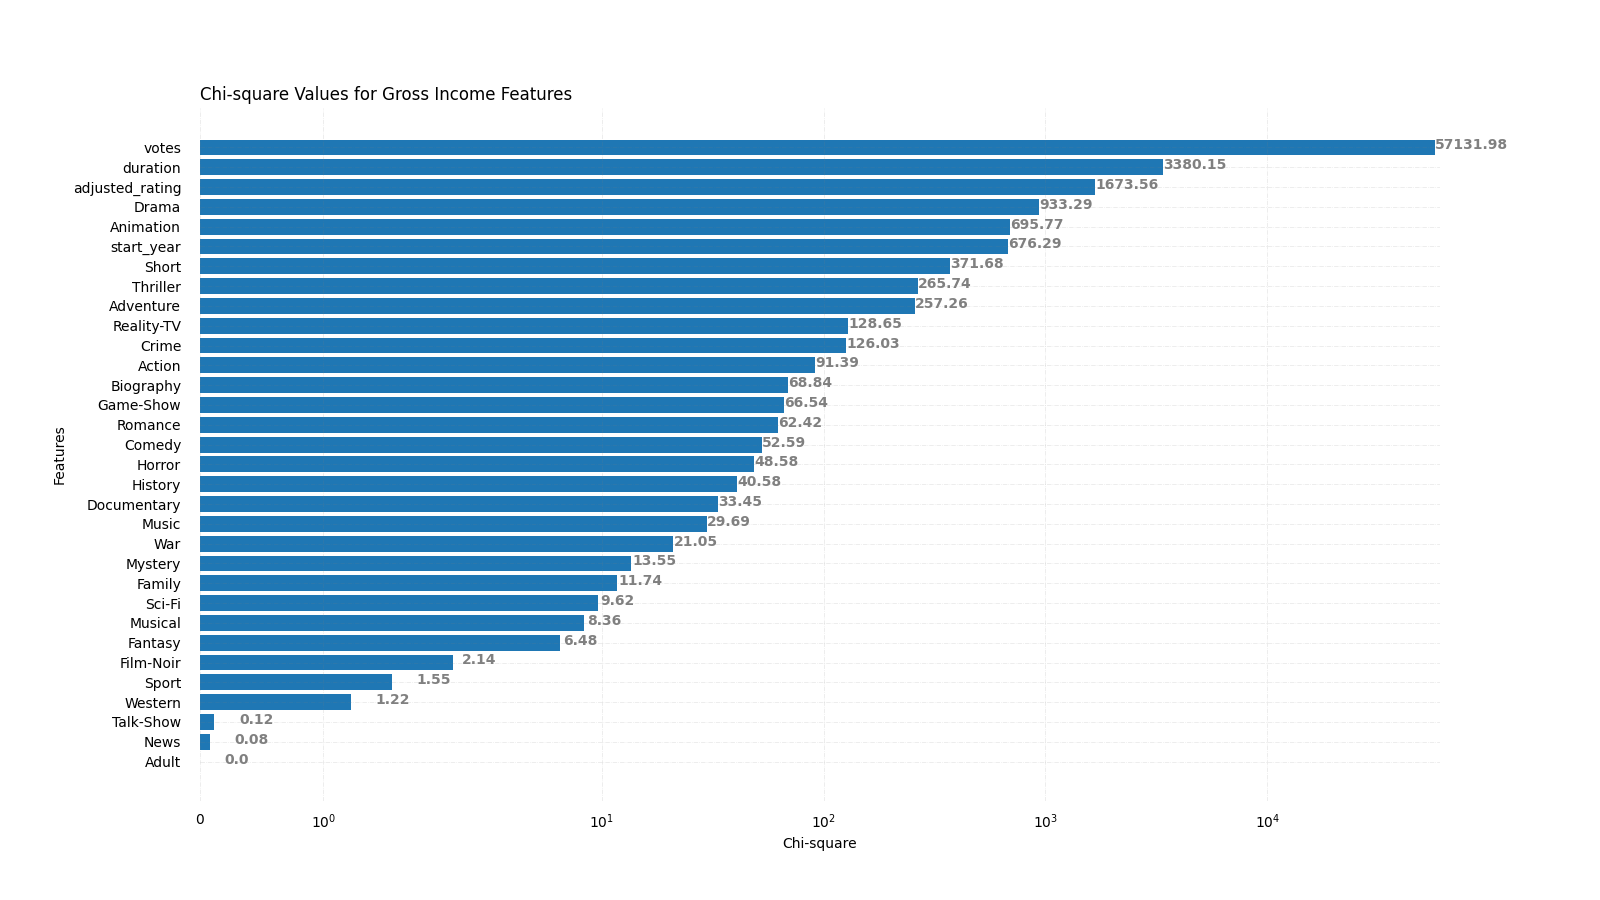 Chi-square Values for Gross Income Features
votes 57131.98
duration 3380.15
adjusted_rating 1673.56
Drama 933.29
Animation 695.77
start_year 676.29
Short 371.68
Thriller 265.74
Adventure 257.26
Reality-TV 128.65
Crime 126.03
Action 91.39
Biography 68.84
Game-Show 66.54
Romance 62.42
Comedy 52.59
Horror 48.58
History 40.58
Documentary 33.45
Music 29.69
War 21.05
Mystery 13.55
Family 11.74
Sci-Fi 9.62
Musical 8.36
Fantasy 6.48
Film-Noir 2.14
Sport 1.55
Western 1.22
Talk-Show 0.12
News 0.08
Adult 0.0
Features
0 10⁰ 10¹ 10² 10³ 10⁴
Chi-square